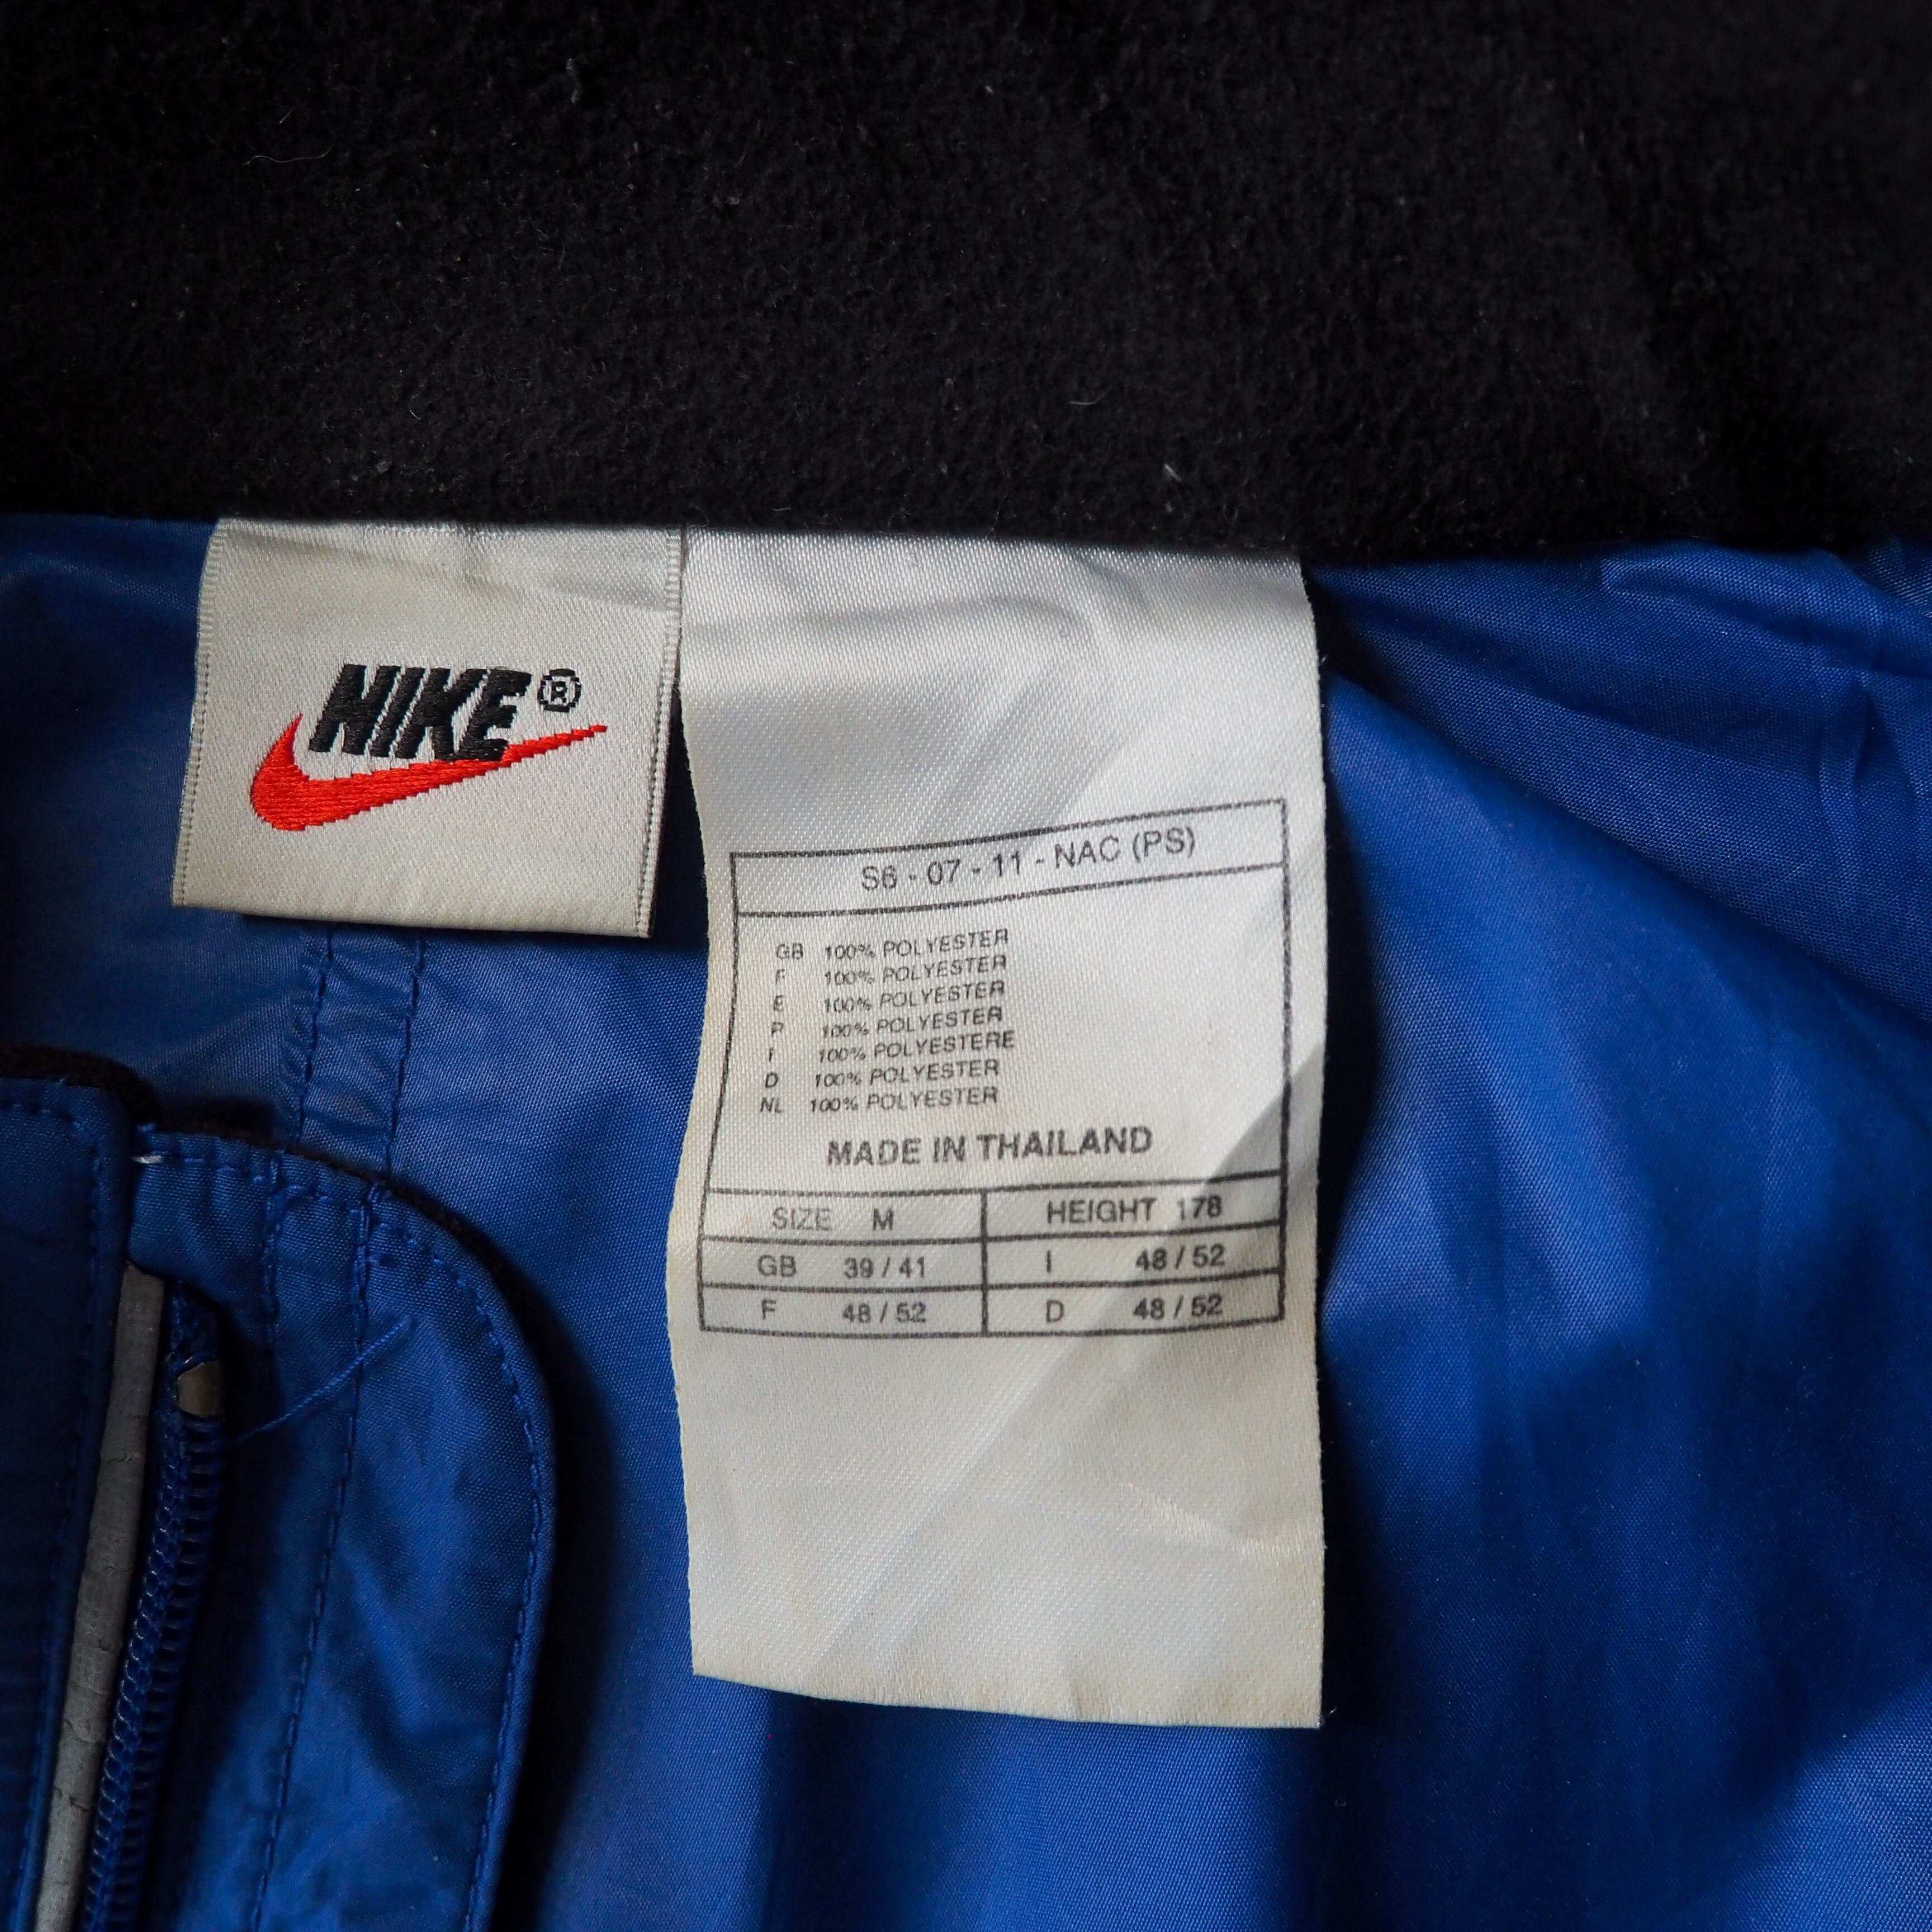 NIKE®
S6 - 07 - 11 - NAC (PS)
GB 100% POLYESTER
F 100% POLYESTER
E 100% POLYESTER
P 100% POLYESTER
I 100% POLYESTERE
D 100% POLYESTER
NL 100% POLYESTER
MADE IN THAILAND
SIZE M HEIGHT 178
GB 39 / 41 I 48 / 52
F 48 / 52 D 48 / 52